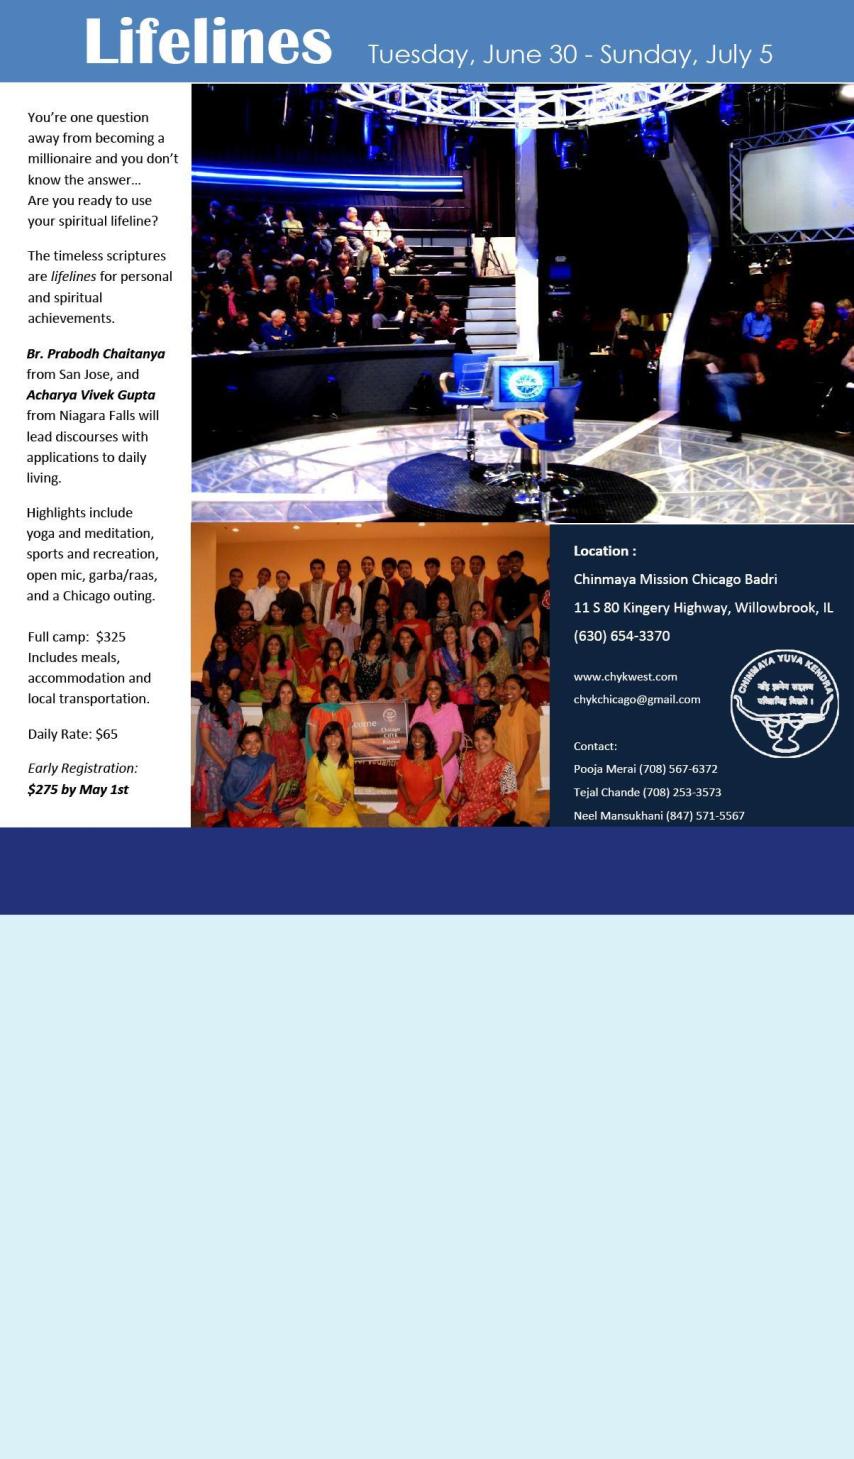 Lifelines Tuesday, June 30 - Sunday, July 5
You're one question
away from becoming a
millionaire and you don't
know the answer...
Are you ready to use
your spiritual lifeline?
The timeless scriptures
are lifelines for personal
and spiritual
achievements.
Br. Prabodh Chaitanya
from San Jose, and
Acharya Vivek Gupta
from Niagara Falls will
lead discourses with
applications to daily
living.
Highlights include
yoga and meditation,
sports and recreation,
open mic, garba/raas,
and a Chicago outing.
Full camp: $325
Includes meals,
accommodation and
local transportation.
Daily Rate: $65
Early Registration:
$275 by May 1st
Chicago
CHYK
Location :
Chinmaya Mission Chicago Badri
11 S 80 Kingery Highway, Willowbrook, IL
(630) 654-3370
www.chykwest.com
chykchicago@gmail.com
CHINMAYA YUVA KENDRA
Contact:
Pooja Merai (708) 567-6372
Tejal Chande (708) 253-3573
Neel Mansukhani (847) 571-5567